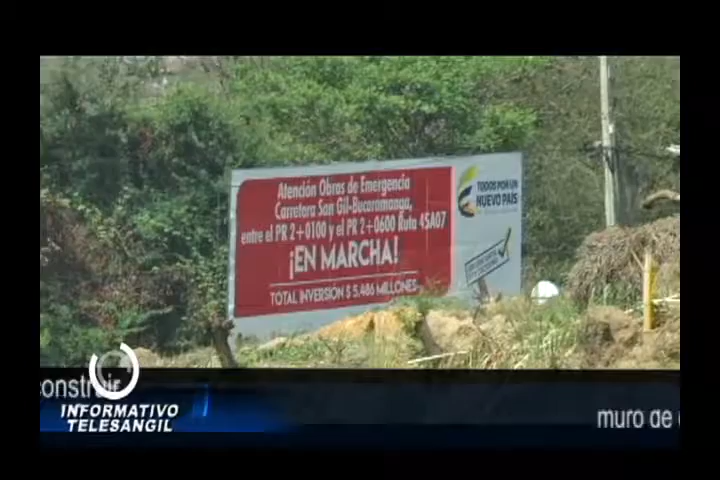 Atención Obras de Emergencia
Carretera San Gil-Bucaramanga,
entre el PR 2+0100 y el PR 2+0600 Ruta 45A07
¡EN MARCHA!
TOTAL INVERSIÓN $ 5.486 MILLONES
TODOS POR UN
NUEVO PAÍS
onstruir
INFORMATIVO
TELESANGIL
muro de